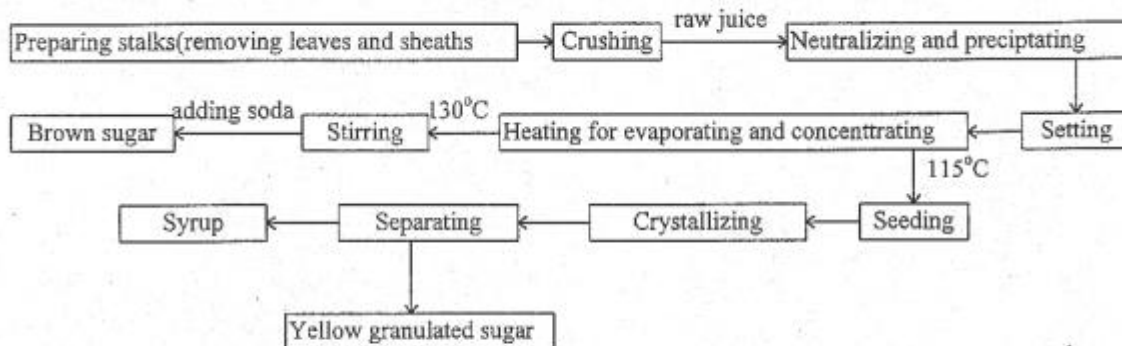 Preparing stalks(removing leaves and sheaths
Crushing
raw juice
Neutralizing and preciptating
Setting
Heating for evaporating and concenttrating
130°C
Stirring
adding soda
Brown sugar
115°C
Seeding
Crystallizing
Separating
Syrup
Yellow granulated sugar